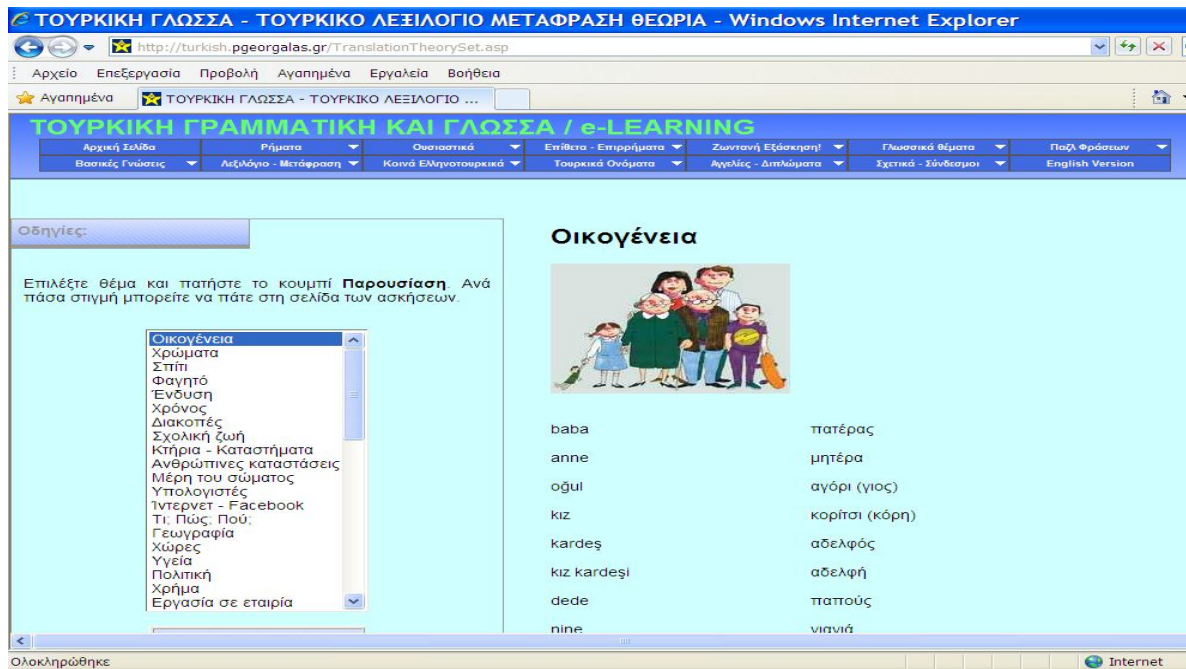 ΤΟΥΡΚΙΚΗ ΓΛΩΣΣΑ - ΤΟΥΡΚΙΚΟ ΛΕΞΙΛΟΓΙΟ ΜΕΤΑΦΡΑΣΗ ΘΕΩΡΙΑ - Windows Internet Explorer
http://turkish.pgeorgalas.gr/TranslationTheorySet.asp
Αρχείο Επεξεργασία Προβολή Αγαπημένα Εργαλεία Βοήθεια
Αγαπημένα ΤΟΥΡΚΙΚΗ ΓΛΩΣΣΑ - ΤΟΥΡΚΙΚΟ ΛΕΞΙΛΟΓΙΟ ...
ΤΟΥΡΚΙΚΗ ΓΡΑΜΜΑΤΙΚΗ ΚΑΙ ΓΛΩΣΣΑ / e-LEARNING
Αρχική Σελίδα Ρήματα Ουσιαστικά Επίθετα - Επιρρήματα Ζωντανή Εξάσκηση! Γλωσσικά θέματα Παζλ Φράσεων
Βασικές Γνώσεις Λεξιλόγιο - Μετάφραση Κοινά Ελληνοτουρκικά Τουρκικά Ονόματα Αγγελίες - Διπλώματα Σχετικά - Σύνδεσμοι English Version
Οδηγίες:
Επιλέξτε θέμα και πατήστε το κουμπί Παρουσίαση. Ανά
πάσα στιγμή μπορείτε να πάτε στη σελίδα των ασκήσεων.
Οικογένεια
Χρώματα
Σπίτι
Φαγητό
Ένδυση
Χρόνος
Διακοπές
Σχολική ζωή
Κτήρια - Καταστήματα
Ανθρώπινες καταστάσεις
Μέρη του σώματος
Υπολογιστές
Ίντερνετ - Facebook
Τι; Πώς; Πού;
Γεωγραφία
Χώρες
Υγεία
Πολιτική
Χρήμα
Εργασία σε εταιρία
Οικογένεια
baba πατέρας
anne μητέρα
oğul αγόρι (γιος)
kız κορίτσι (κόρη)
kardeş αδελφός
kız kardeşi αδελφή
dede παππούς
nine γιαγιά
Ολοκληρώθηκε Internet